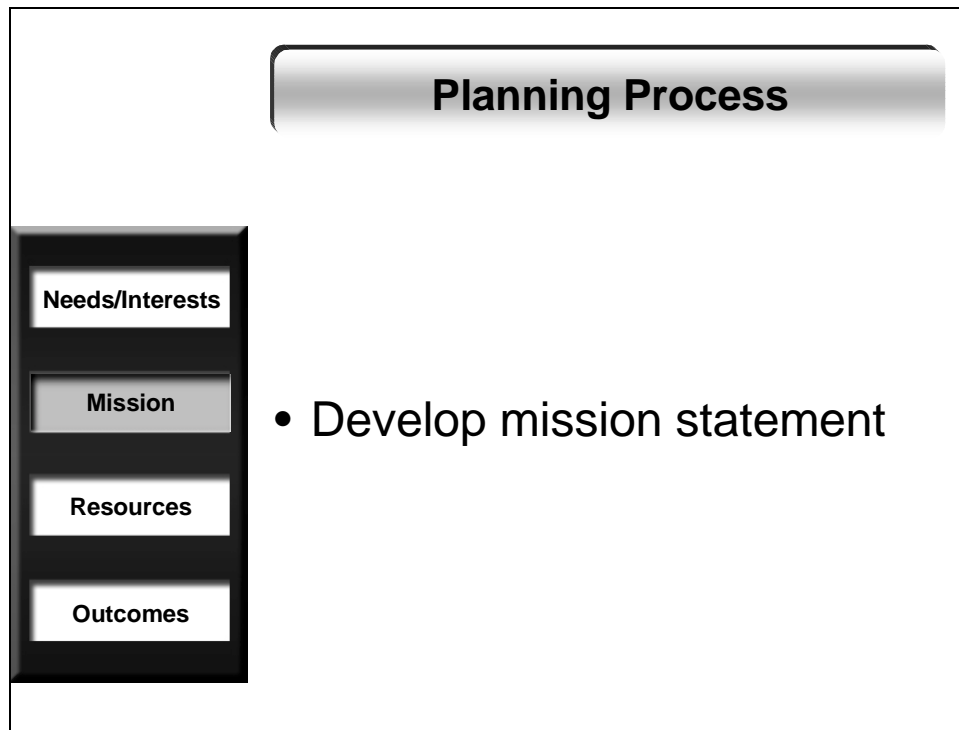 Planning Process
Needs/Interests
Mission
Resources
Outcomes
• Develop mission statement